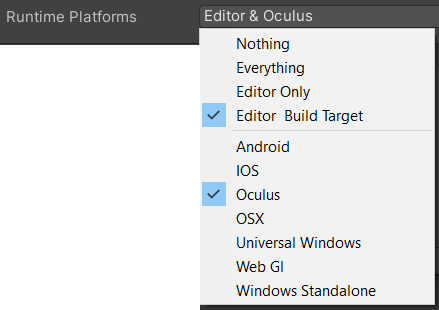 Runtime Platforms
Editor & Oculus
Nothing
Everything
Editor Only
Editor  Build Target
Android
IOS
Oculus
OSX
Universal Windows
Web Gl
Windows Standalone